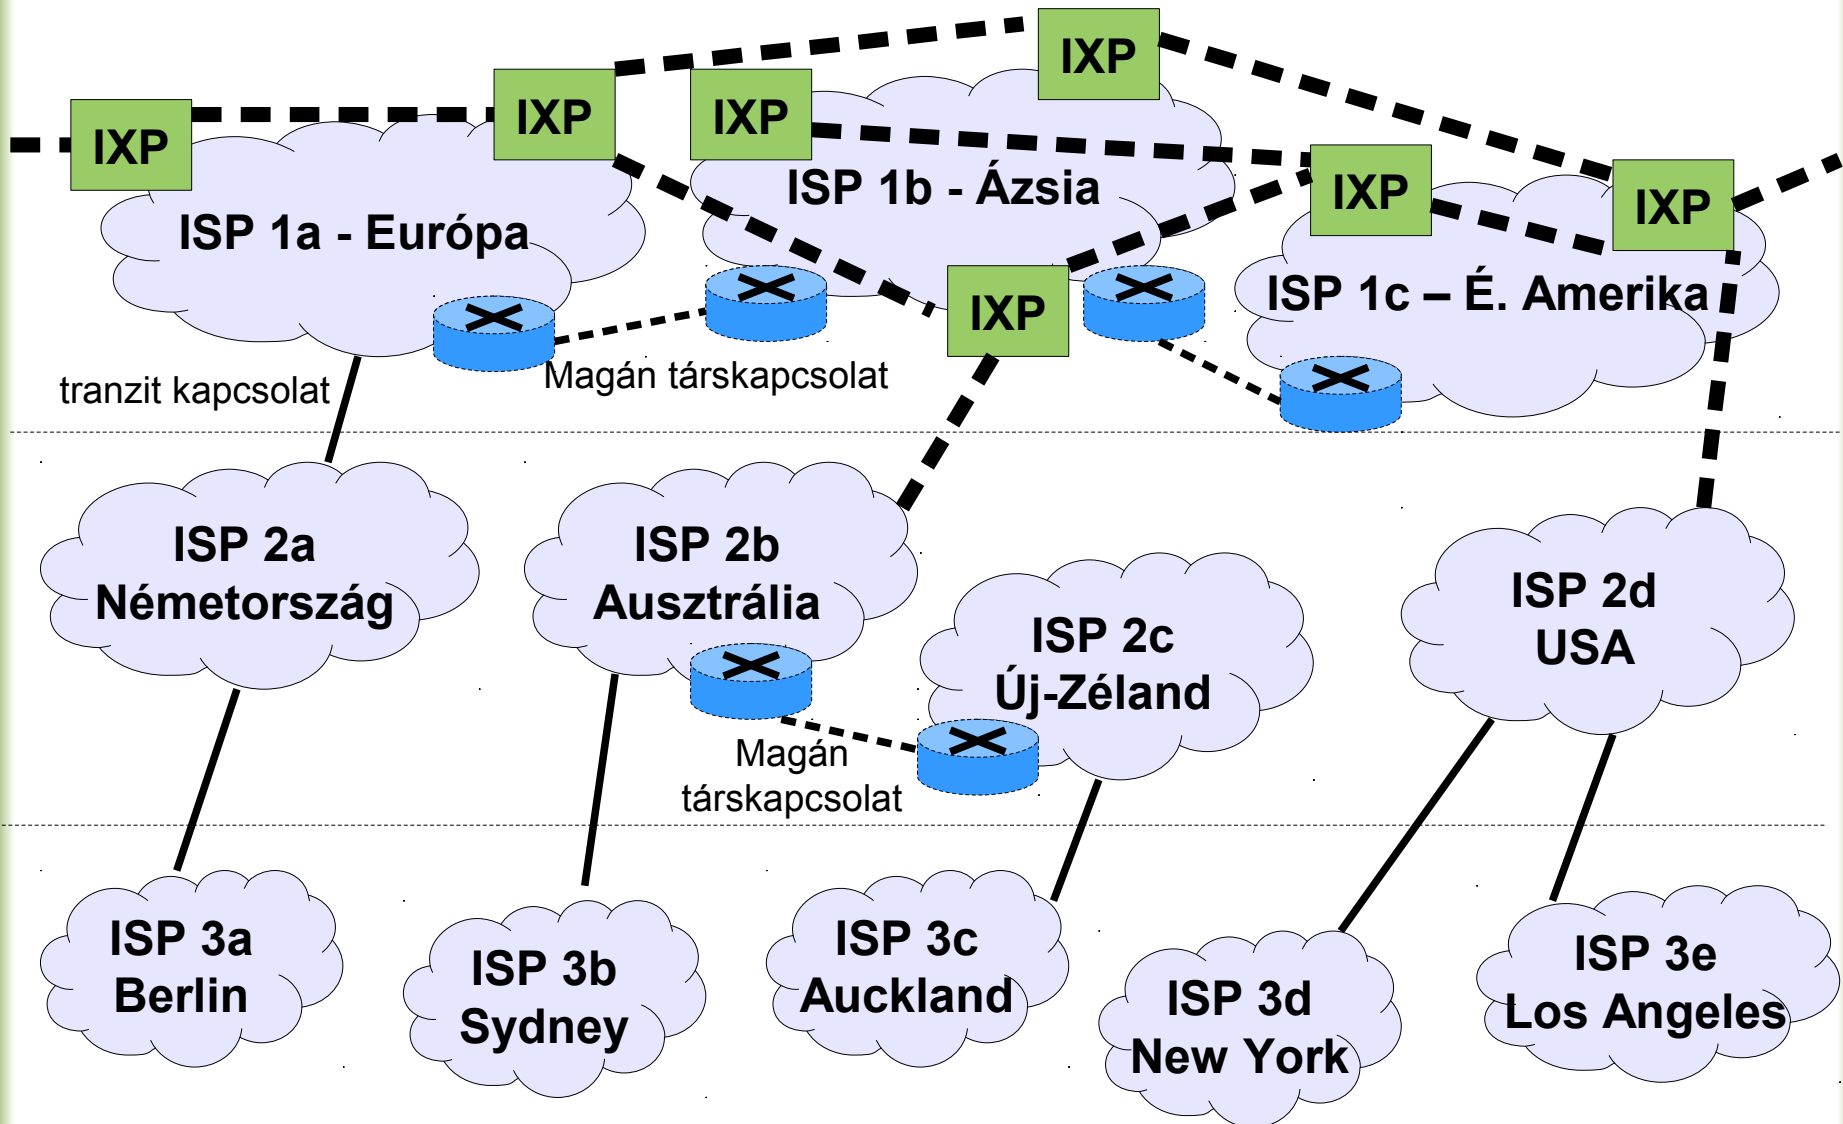 IXP
IXP
IXP
IXP
IXP
IXP
IXP
ISP 1a - Európa
ISP 1b - Ázsia
ISP 1c – É. Amerika
tranzit kapcsolat
Magán társkapcsolat
ISP 2a
Németország
ISP 2b
Ausztrália
ISP 2c
Új-Zéland
ISP 2d
USA
Magán
társkapcsolat
ISP 3a
Berlin
ISP 3b
Sydney
ISP 3c
Auckland
ISP 3d
New York
ISP 3e
Los Angeles